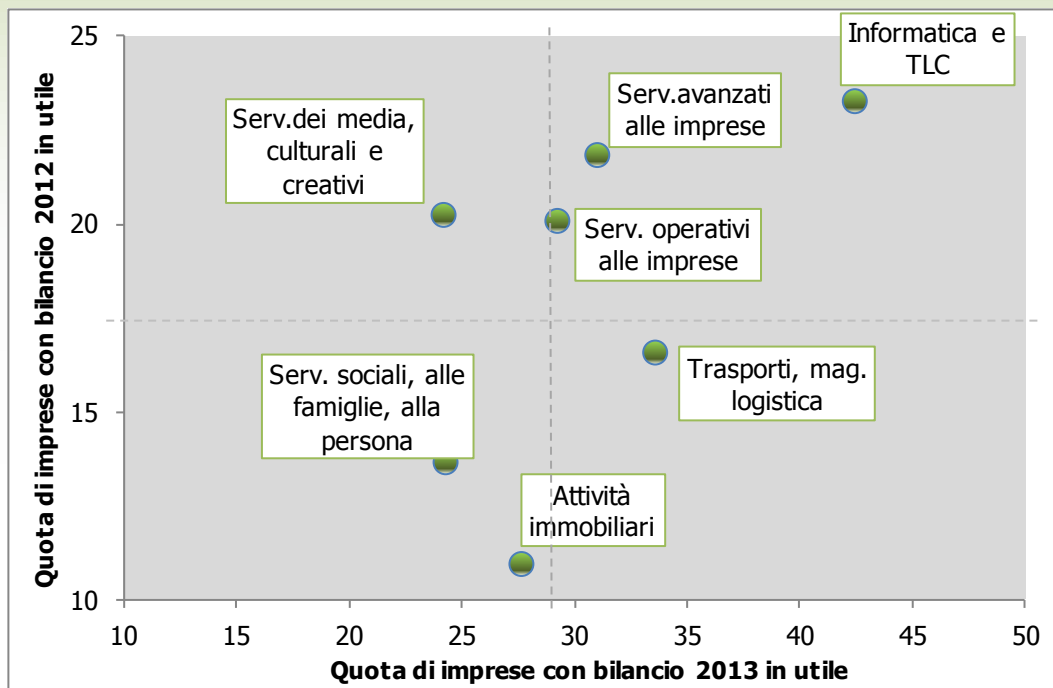 25
20
15
10
Quota di imprese con bilancio 2012 in utile
Informatica e
TLC
Serv.avanzati
alle imprese
Serv.dei media,
culturali e
creativi
Serv. operativi
alle imprese
Trasporti, mag.
logistica
Serv. sociali, alle
famiglie, alla
persona
Attività
immobiliari
10 15 20 25 30 35 40 45 50
Quota di imprese con bilancio 2013 in utile